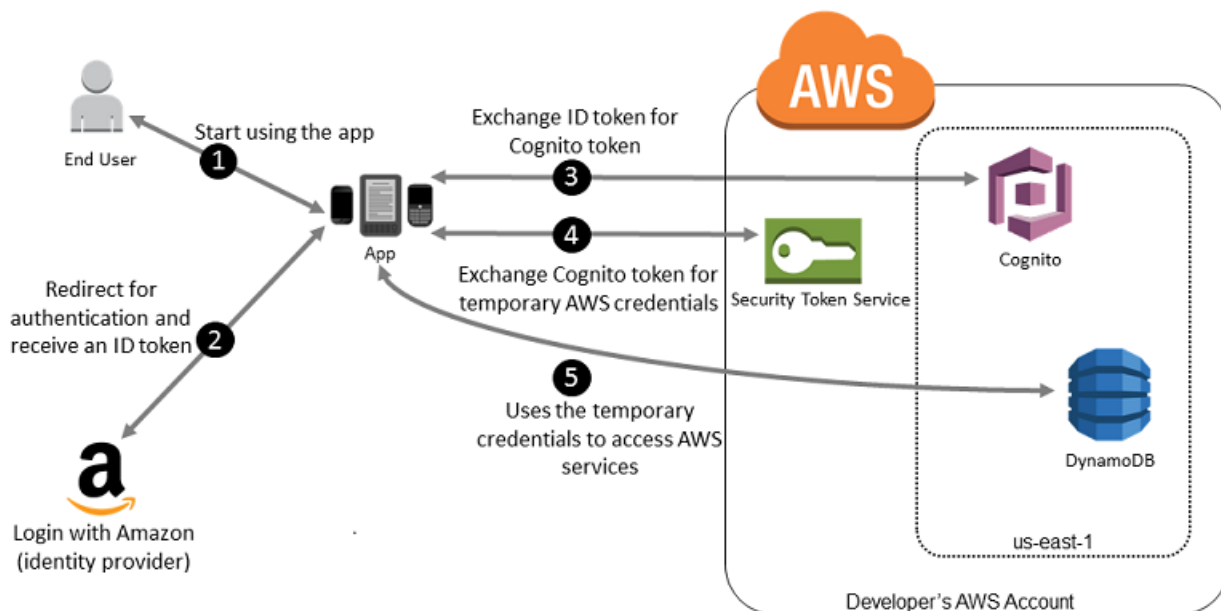 AWS
End User
Start using the app
1
Exchange ID token for
Cognito token
3
App
4
Exchange Cognito token for
temporary AWS credentials
Security Token Service
Cognito
Redirect for
authentication and
receive an ID token
2
5
Uses the temporary
credentials to access AWS
services
DynamoDB
a
Login with Amazon
(identity provider)
us-east-1
Developer's AWS Account